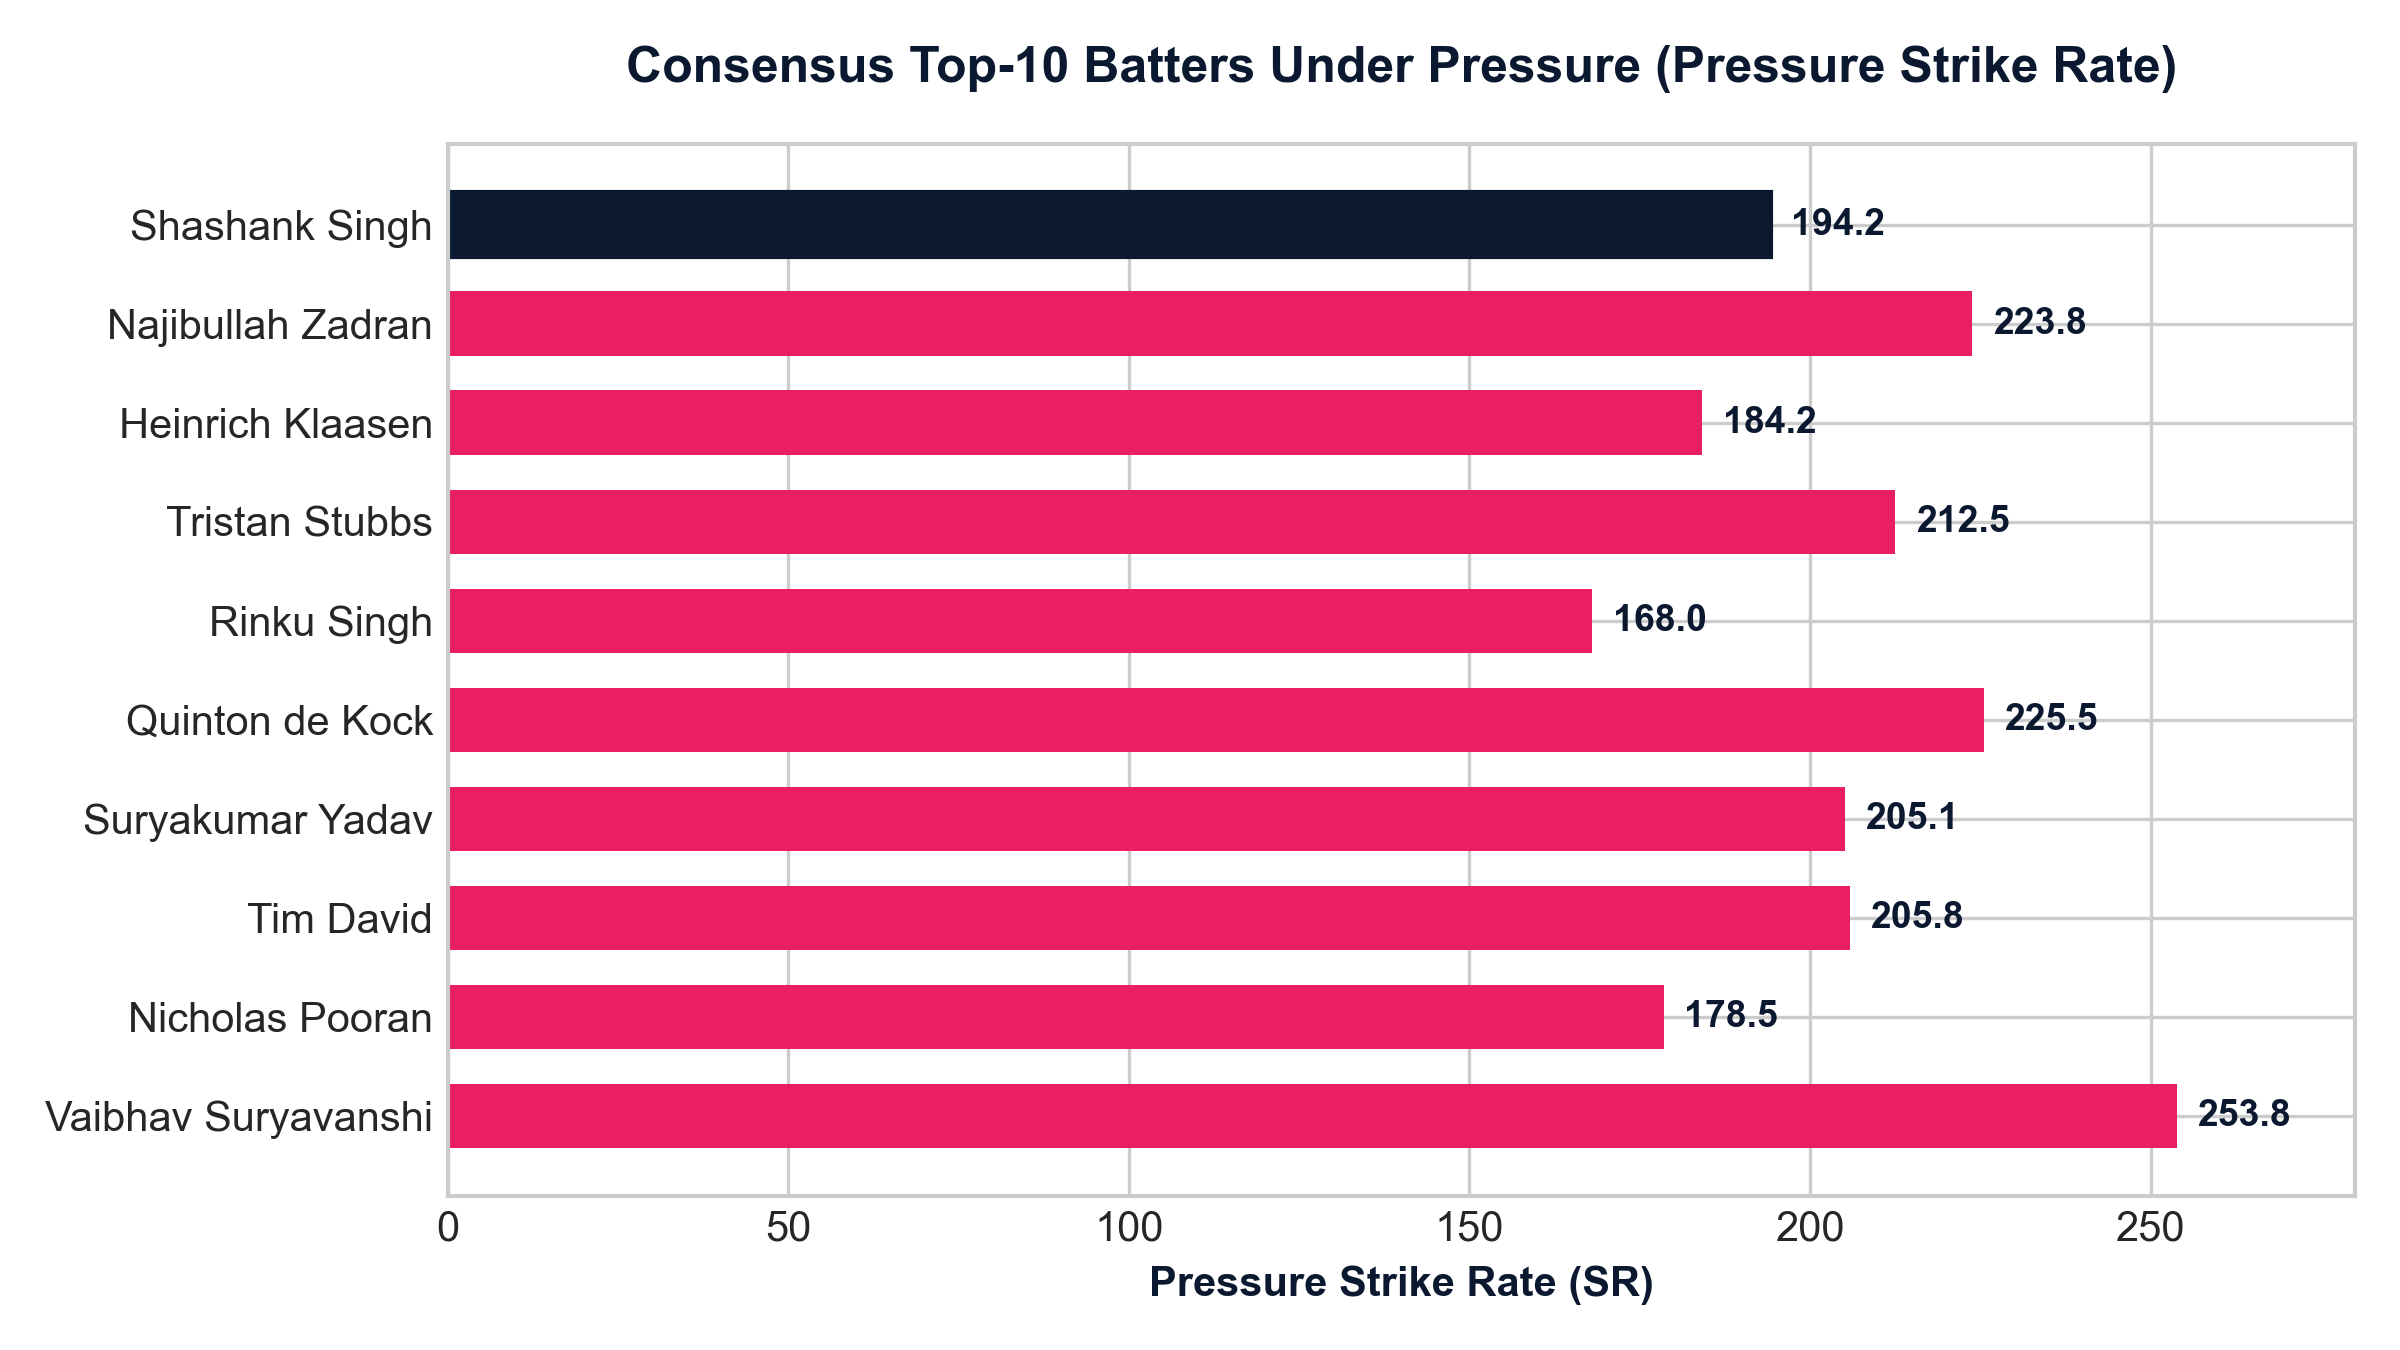 Consensus Top-10 Batters Under Pressure (Pressure Strike Rate)
Shashank Singh 194.2
Najibullah Zadran 223.8
Heinrich Klaasen 184.2
Tristan Stubbs 212.5
Rinku Singh 168.0
Quinton de Kock 225.5
Suryakumar Yadav 205.1
Tim David 205.8
Nicholas Pooran 178.5
Vaibhav Suryavanshi 253.8
0 50 100 150 200 250
Pressure Strike Rate (SR)